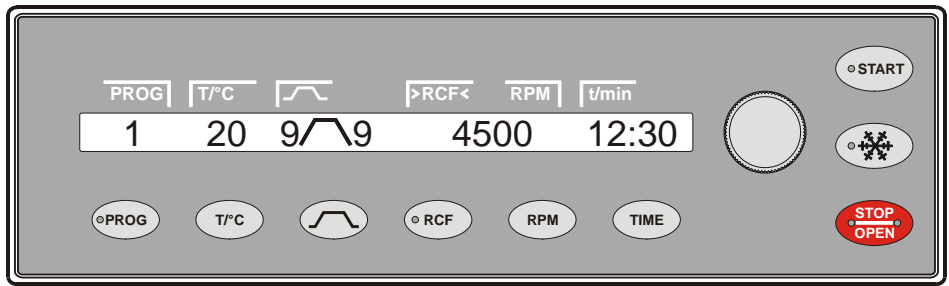 PROG T/°C >RCF< RPM t/min
1 20 9 9 4500 12:30
PROG T/°C RCF RPM TIME
START
STOP
OPEN